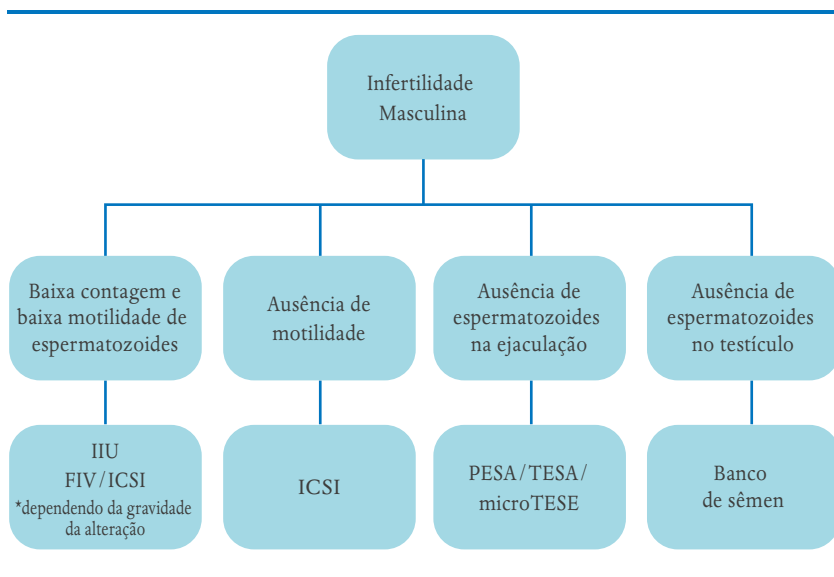 Infertilidade
Masculina
Baixa contagem e
baixa motilidade de
espermatozoides
Ausência de
motilidade
Ausência de
espermatozoides
na ejaculação
Ausência de
espermatozoides
no testículo
IIU
FIV/ICSI
*dependendo da gravidade
da alteração
ICSI
PESA/TESA/
microTESE
Banco
de sêmen